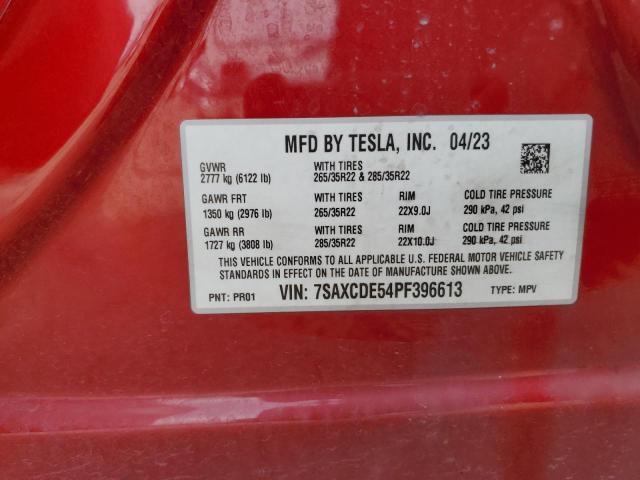 MFD BY TESLA, INC. 04/23
GVWR WITH TIRES
2777 kg (6122 lb) 265/35R22 & 285/35R22
GAWR FRT WITH TIRES RIM COLD TIRE PRESSURE
1350 kg (2976 lb) 265/35R22 22X9.0J 290 kPa, 42 psi
GAWR RR WITH TIRES RIM COLD TIRE PRESSURE
1727 kg (3808 lb) 285/35R22 22X10.0J 290 kPa, 42 psi
THIS VEHICLE CONFORMS TO ALL APPLICABLE U.S. FEDERAL MOTOR VEHICLE SAFETY
STANDARDS IN EFFECT ON THE DATE OF MANUFACTURE SHOWN ABOVE.
PNT: PR01 VIN: 7SAXCDE54PF396613 TYPE: MPV